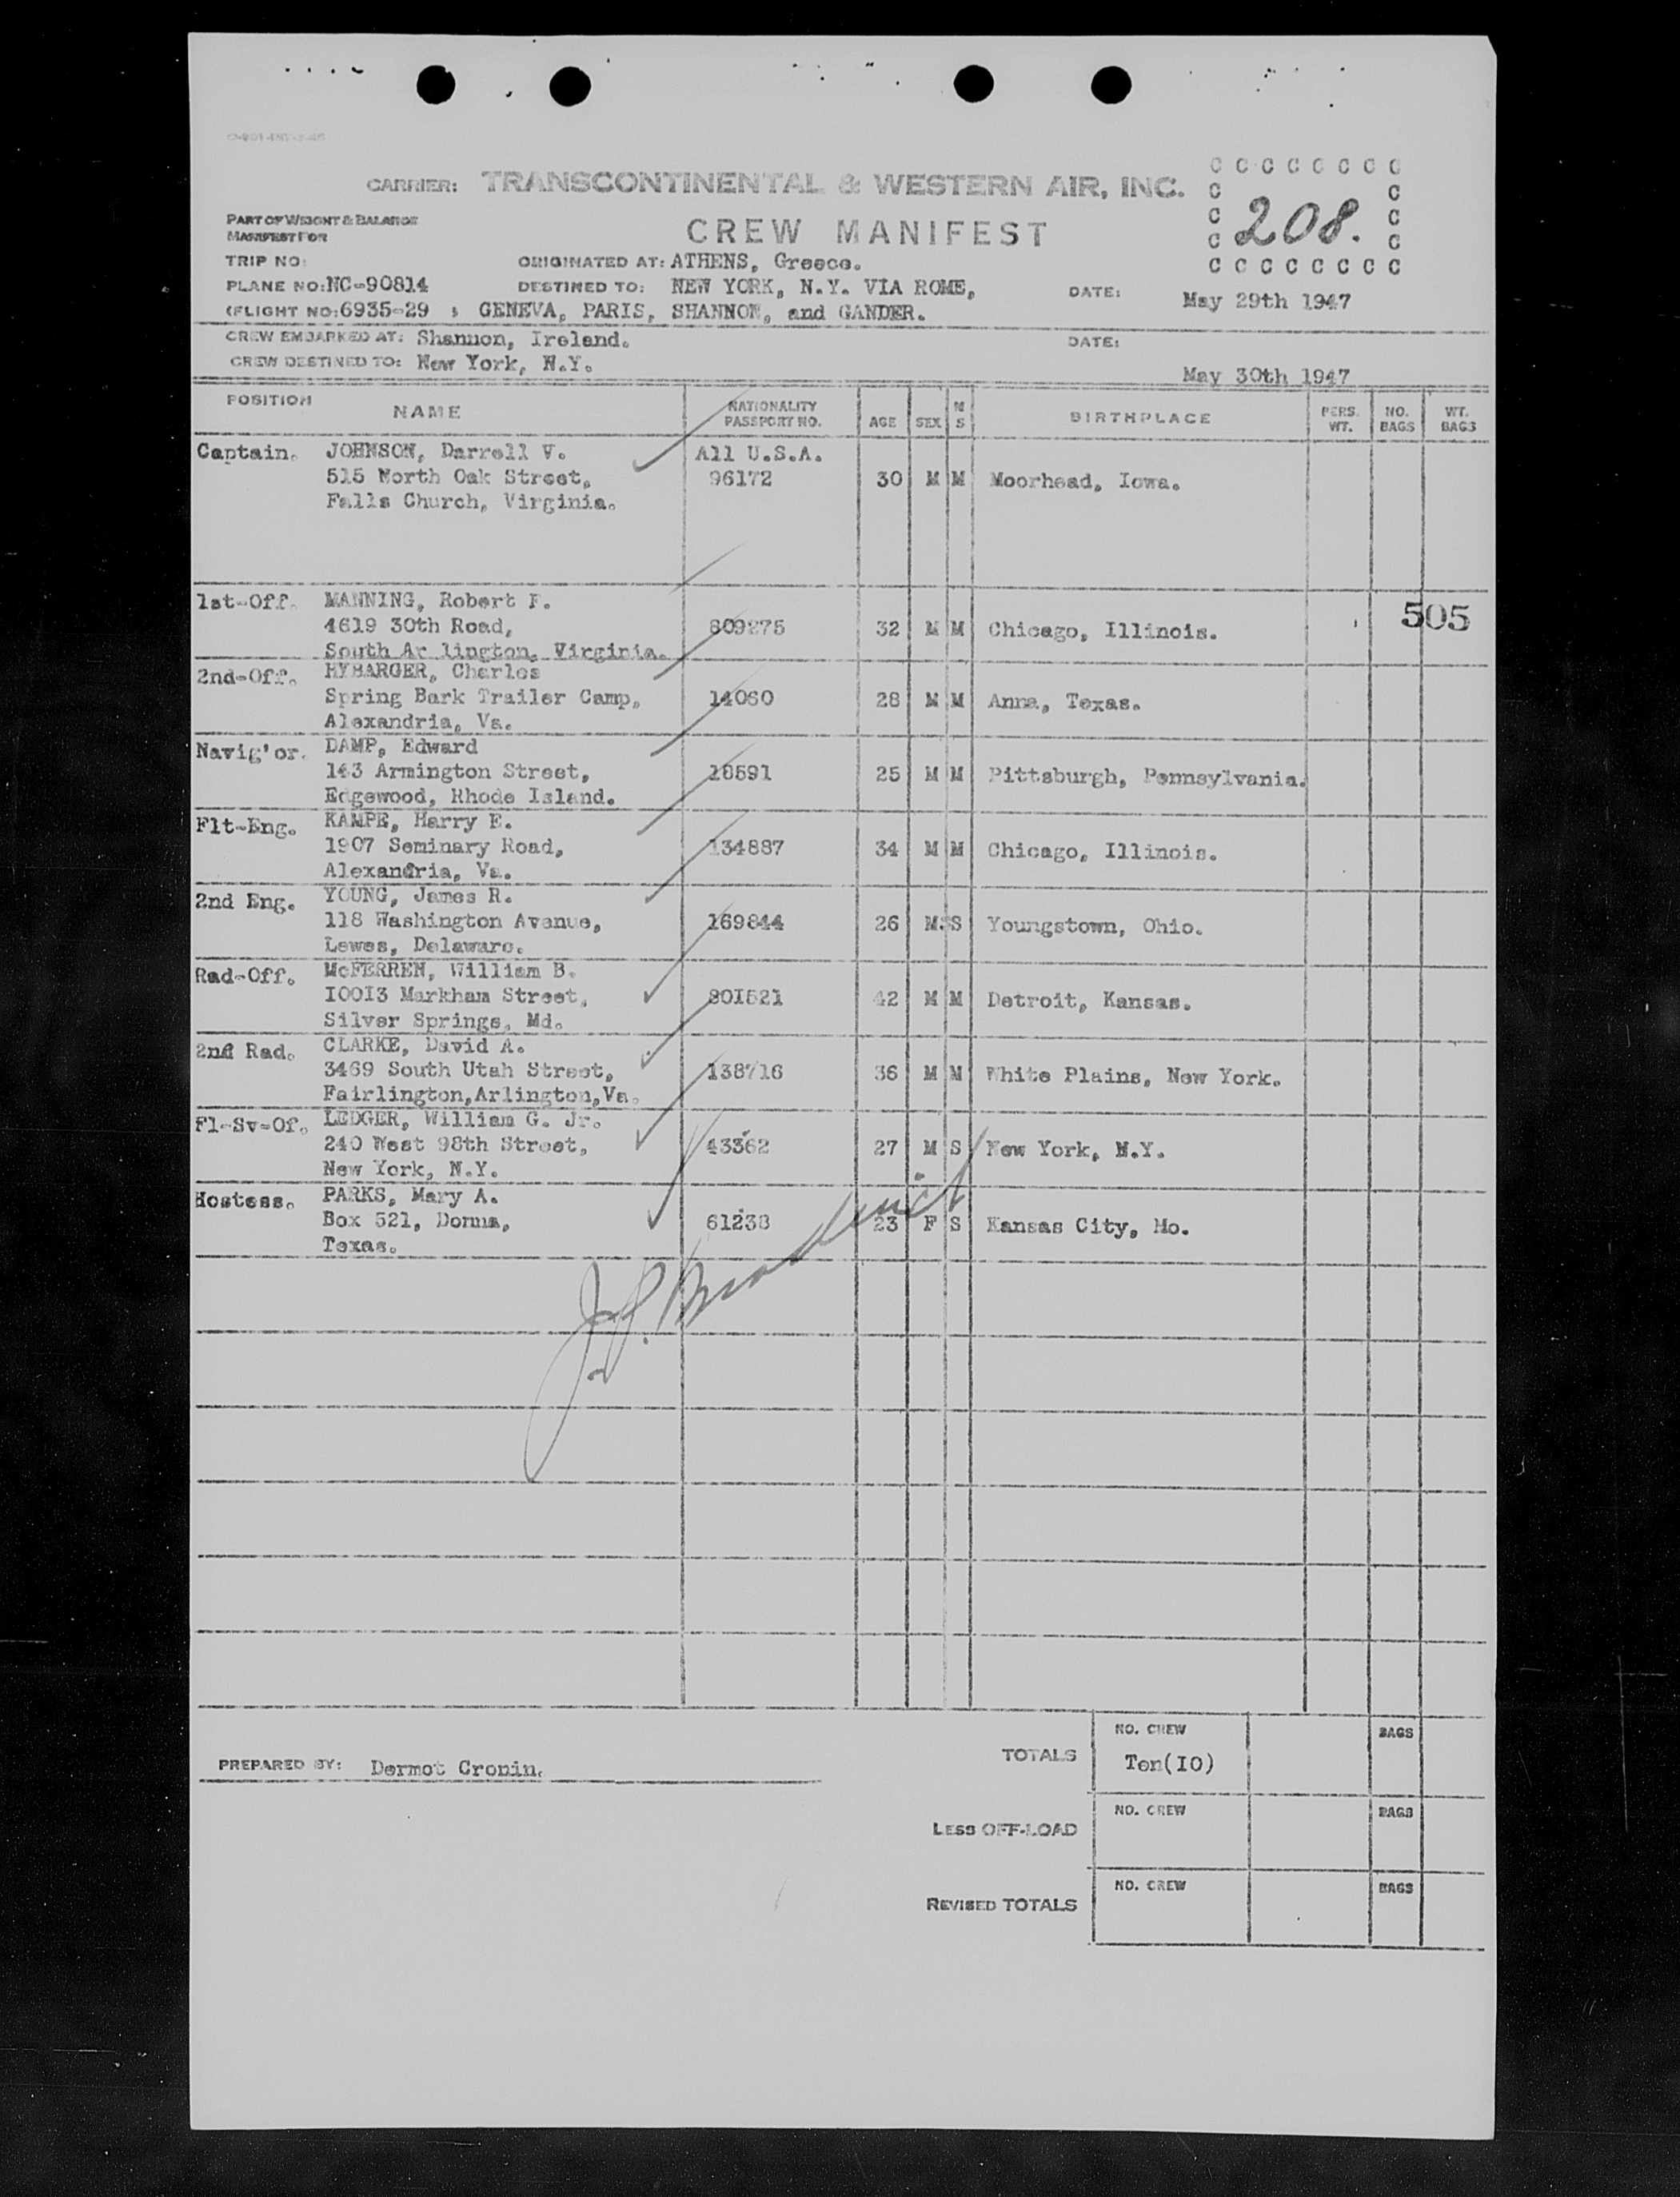 CARRIER: TRANSCONTINENTAL & WESTERN AIR, INC.
C C C C C C C C
C C
C 208. C
C C
C C C C C C C C
PART OF WEIGHT & BALANCE
MANIFEST FOR
CREW MANIFEST
TRIP NO: ORIGINATED AT: ATHENS, Greece.
PLANE NO: NC-90814 DESTINED TO: NEW YORK, N.Y. VIA ROME, DATE: May 29th 1947
(FLIGHT NO: 6935-29 ; GENEVA, PARIS, SHANNON, and GANDER.
CREW EMBARKED AT: Shannon, Ireland. DATE:
CREW DESTINED TO: New York, N.Y. May 30th 1947
POSITION NAME NATIONALITY PASSPORT NO. AGE SEX M S BIRTHPLACE PERS. WT. NO. BAGS WT. BAGS
Captain. JOHNSON, Darrell V. All U.S.A.
515 North Oak Street, 96172 30 M M Moorhead, Iowa.
Falls Church, Virginia.
1st-Off. MANNING, Robert F. 505
4619 30th Road, 809275 32 M M Chicago, Illinois.
South Ar lington, Virginia.
2nd-Off. RYBARGER, Charles
Spring Bark Trailer Camp, 14060 28 M M Anna, Texas.
Alexandria, Va.
Navig'or. DAMP, Edward
143 Armington Street, 18591 25 M M Pittsburgh, Pennsylvania.
Edgewood, Rhode Island.
Flt-Eng. KAMPE, Harry E.
1907 Seminary Road, 134887 34 M M Chicago, Illinois.
Alexandria, Va.
2nd Eng. YOUNG, James R.
118 Washington Avenue, 169844 26 M S Youngstown, Ohio.
Lewes, Delaware.
Rad-Off. McFERREN, William B.
I00I3 Markham Street, 80I521 42 M M Detroit, Kansas.
Silver Springs, Md.
2nd Rad. CLARKE, David A.
3469 South Utah Street, 138716 36 M M White Plains, New York.
Fairlington,Arlington,Va.
Fl-Sv-Of. LEDGER, William G. Jr.
240 West 98th Street, 43362 27 M S New York, N.Y.
New York, N.Y.
Hostess. PARKS, Mary A.
Box 521, Donna, 61238 23 F S Kansas City, Mo.
Texas.
NO. CREW BAGS
PREPARED BY: Dermot Cronin. TOTALS Ten(I0)
NO. CREW BAGS
LESS OFF-LOAD
NO. CREW BAGS
REVISED TOTALS